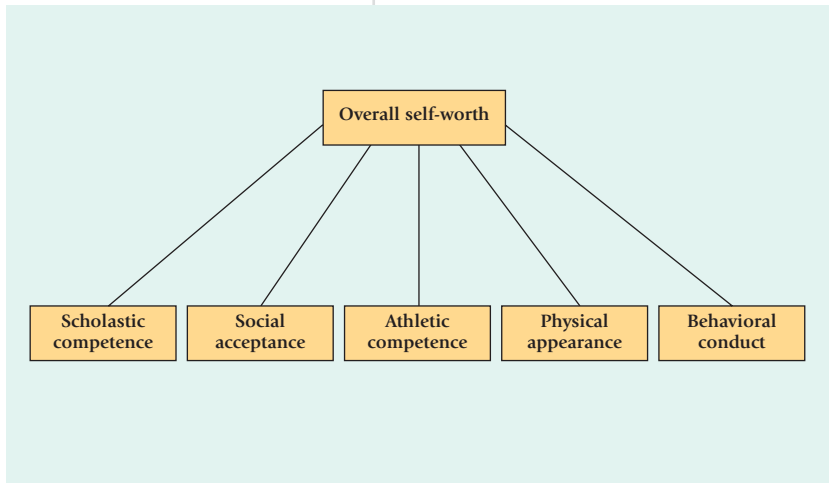 Overall self-worth
Scholastic
competence
Social
acceptance
Athletic
competence
Physical
appearance
Behavioral
conduct